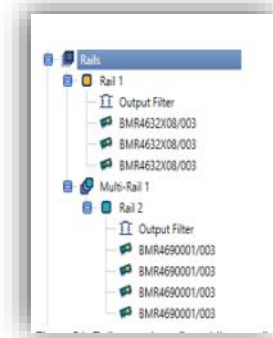 Rails
Rail 1
Output Filter
BMR4632X08/003
BMR4632X08/003
BMR4632X08/003
Multi-Rail 1
Rail 2
Output Filter
BMR4690001/003
BMR4690001/003
BMR4690001/003
BMR4690001/003